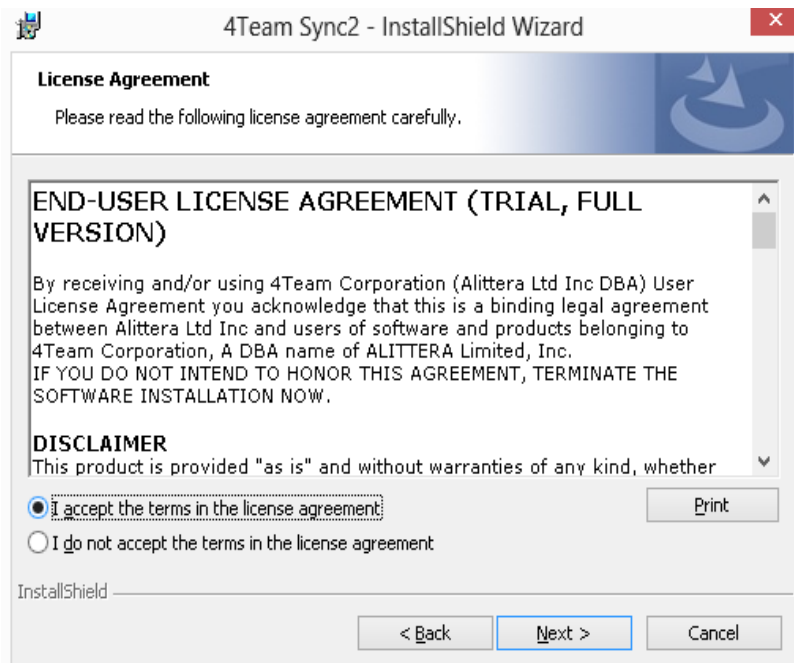 4Team Sync2 - InstallShield Wizard
License Agreement
Please read the following license agreement carefully.
END-USER LICENSE AGREEMENT (TRIAL, FULL
VERSION)
By receiving and/or using 4Team Corporation (Alittera Ltd Inc DBA) User
License Agreement you acknowledge that this is a binding legal agreement
between Alittera Ltd Inc and users of software and products belonging to
4Team Corporation, A DBA name of ALITTERA Limited, Inc.
IF YOU DO NOT INTEND TO HONOR THIS AGREEMENT, TERMINATE THE
SOFTWARE INSTALLATION NOW.
DISCLAIMER
This product is provided "as is" and without warranties of any kind, whether
I accept the terms in the license agreement
Print
I do not accept the terms in the license agreement
InstallShield
< Back
Next >
Cancel